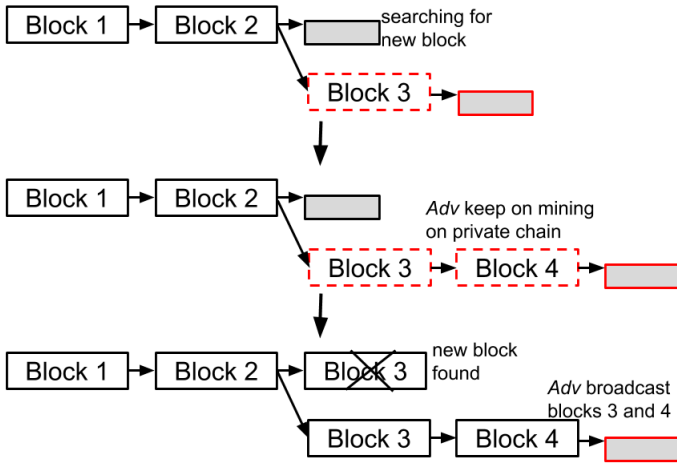 Block 1
Block 2
searching for
new block
Block 3
Block 1
Block 2
Adv keep on mining
on private chain
Block 3
Block 4
Block 1
Block 2
Block 3
new block
found
Adv broadcast
blocks 3 and 4
Block 3
Block 4